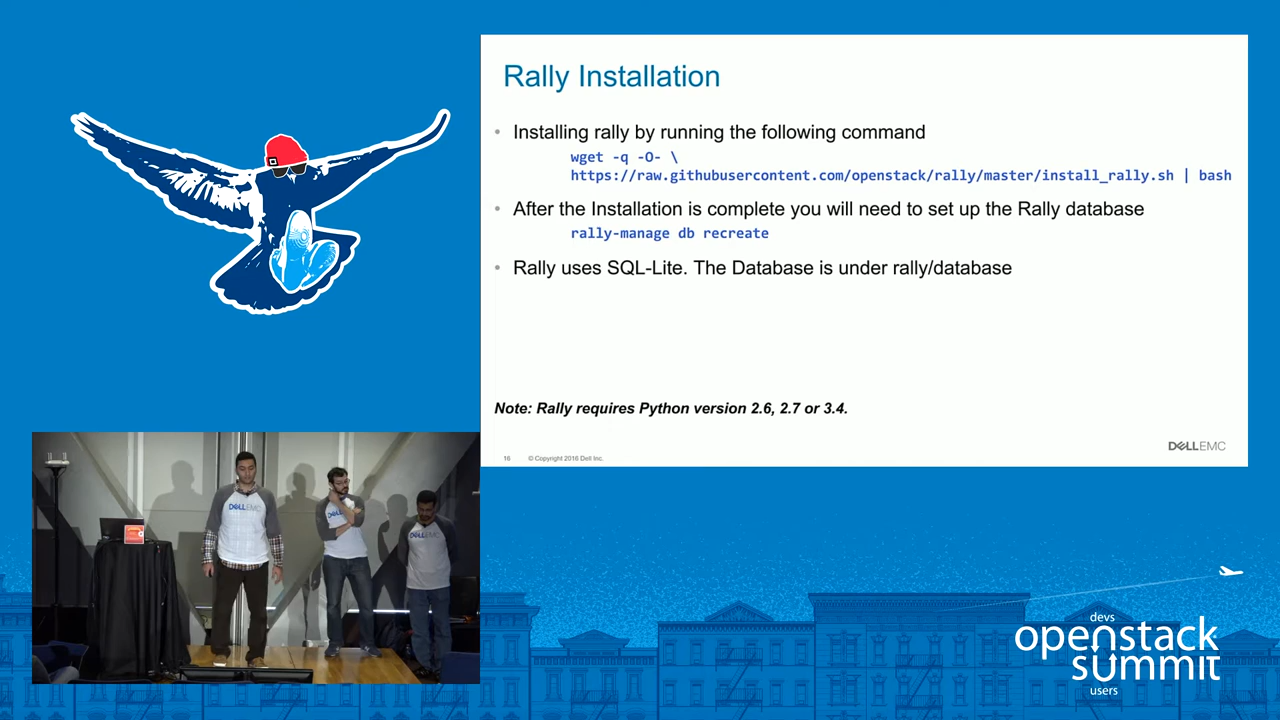 Rally Installation
• Installing rally by running the following command
wget -q -O- \
https://raw.githubusercontent.com/openstack/rally/master/install_rally.sh | bash
• After the Installation is complete you will need to set up the Rally database
rally-manage db recreate
• Rally uses SQL-Lite. The Database is under rally/database
Note: Rally requires Python version 2.6, 2.7 or 3.4.
16 © Copyright 2016 Dell Inc.
DELLEMC
DELLEMC
DELLEMC
DELLEMC
devs
openstack
summit
users